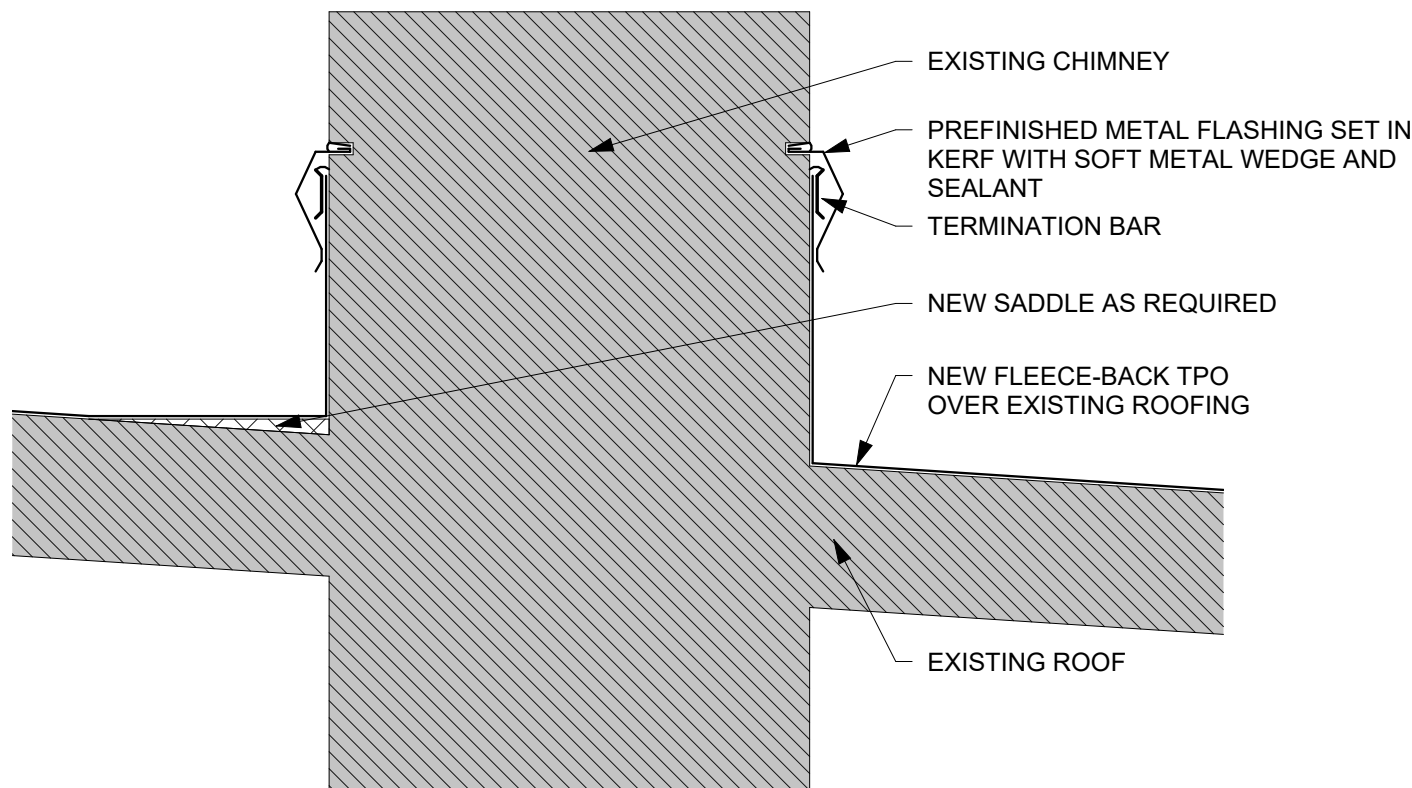 EXISTING CHIMNEY
PREFINISHED METAL FLASHING SET IN
KERF WITH SOFT METAL WEDGE AND
SEALANT
TERMINATION BAR
NEW SADDLE AS REQUIRED
NEW FLEECE-BACK TPO
OVER EXISTING ROOFING
EXISTING ROOF